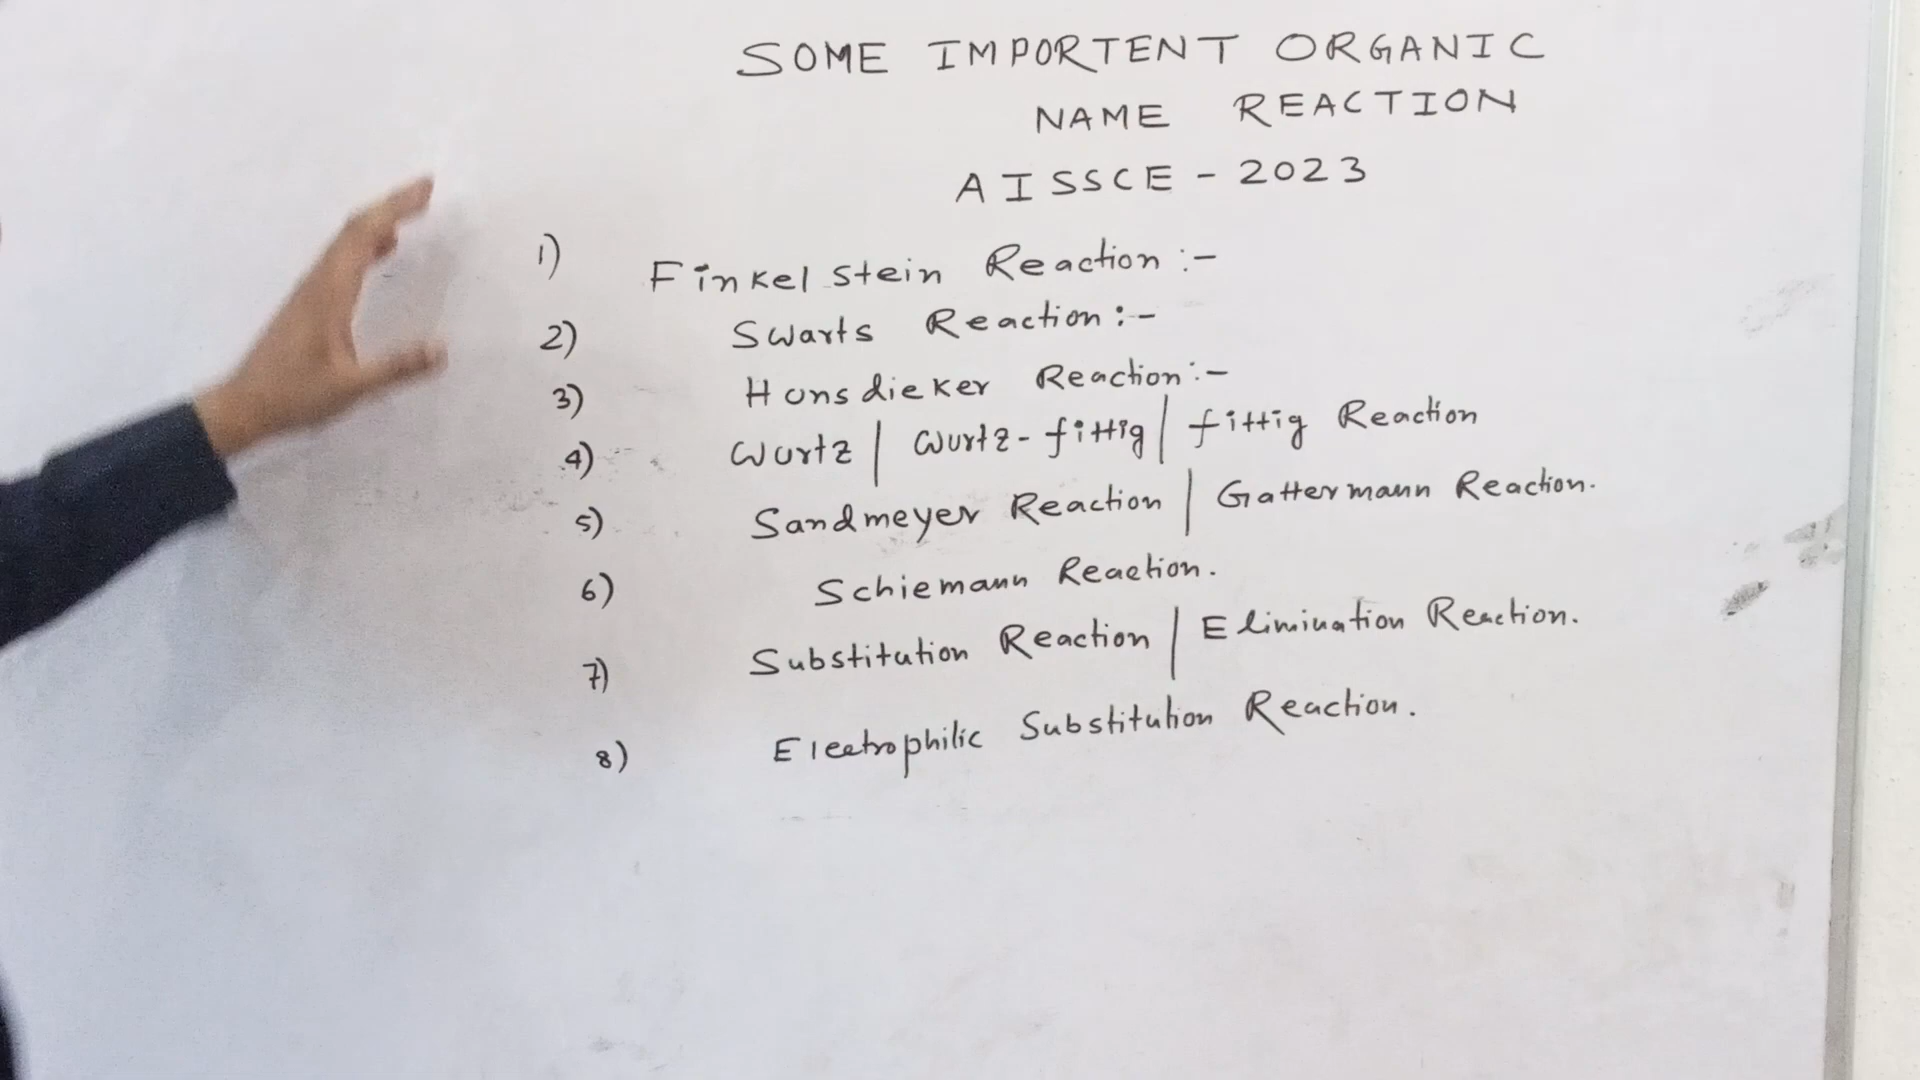 SOME IMPORTENT ORGANIC
NAME REACTION
AISSCE - 2023
1) Finkelstein Reaction :-
2) Swarts Reaction :-
3) Hunsdieker Reaction :-
4) Wurtz | Wurtz-fittig | fittig Reaction
5) Sandmeyer Reaction | Gattermann Reaction.
6) Schiemann Reaction.
7) Substitution Reaction | Elimination Reaction.
8) Electrophilic Substitution Reaction.